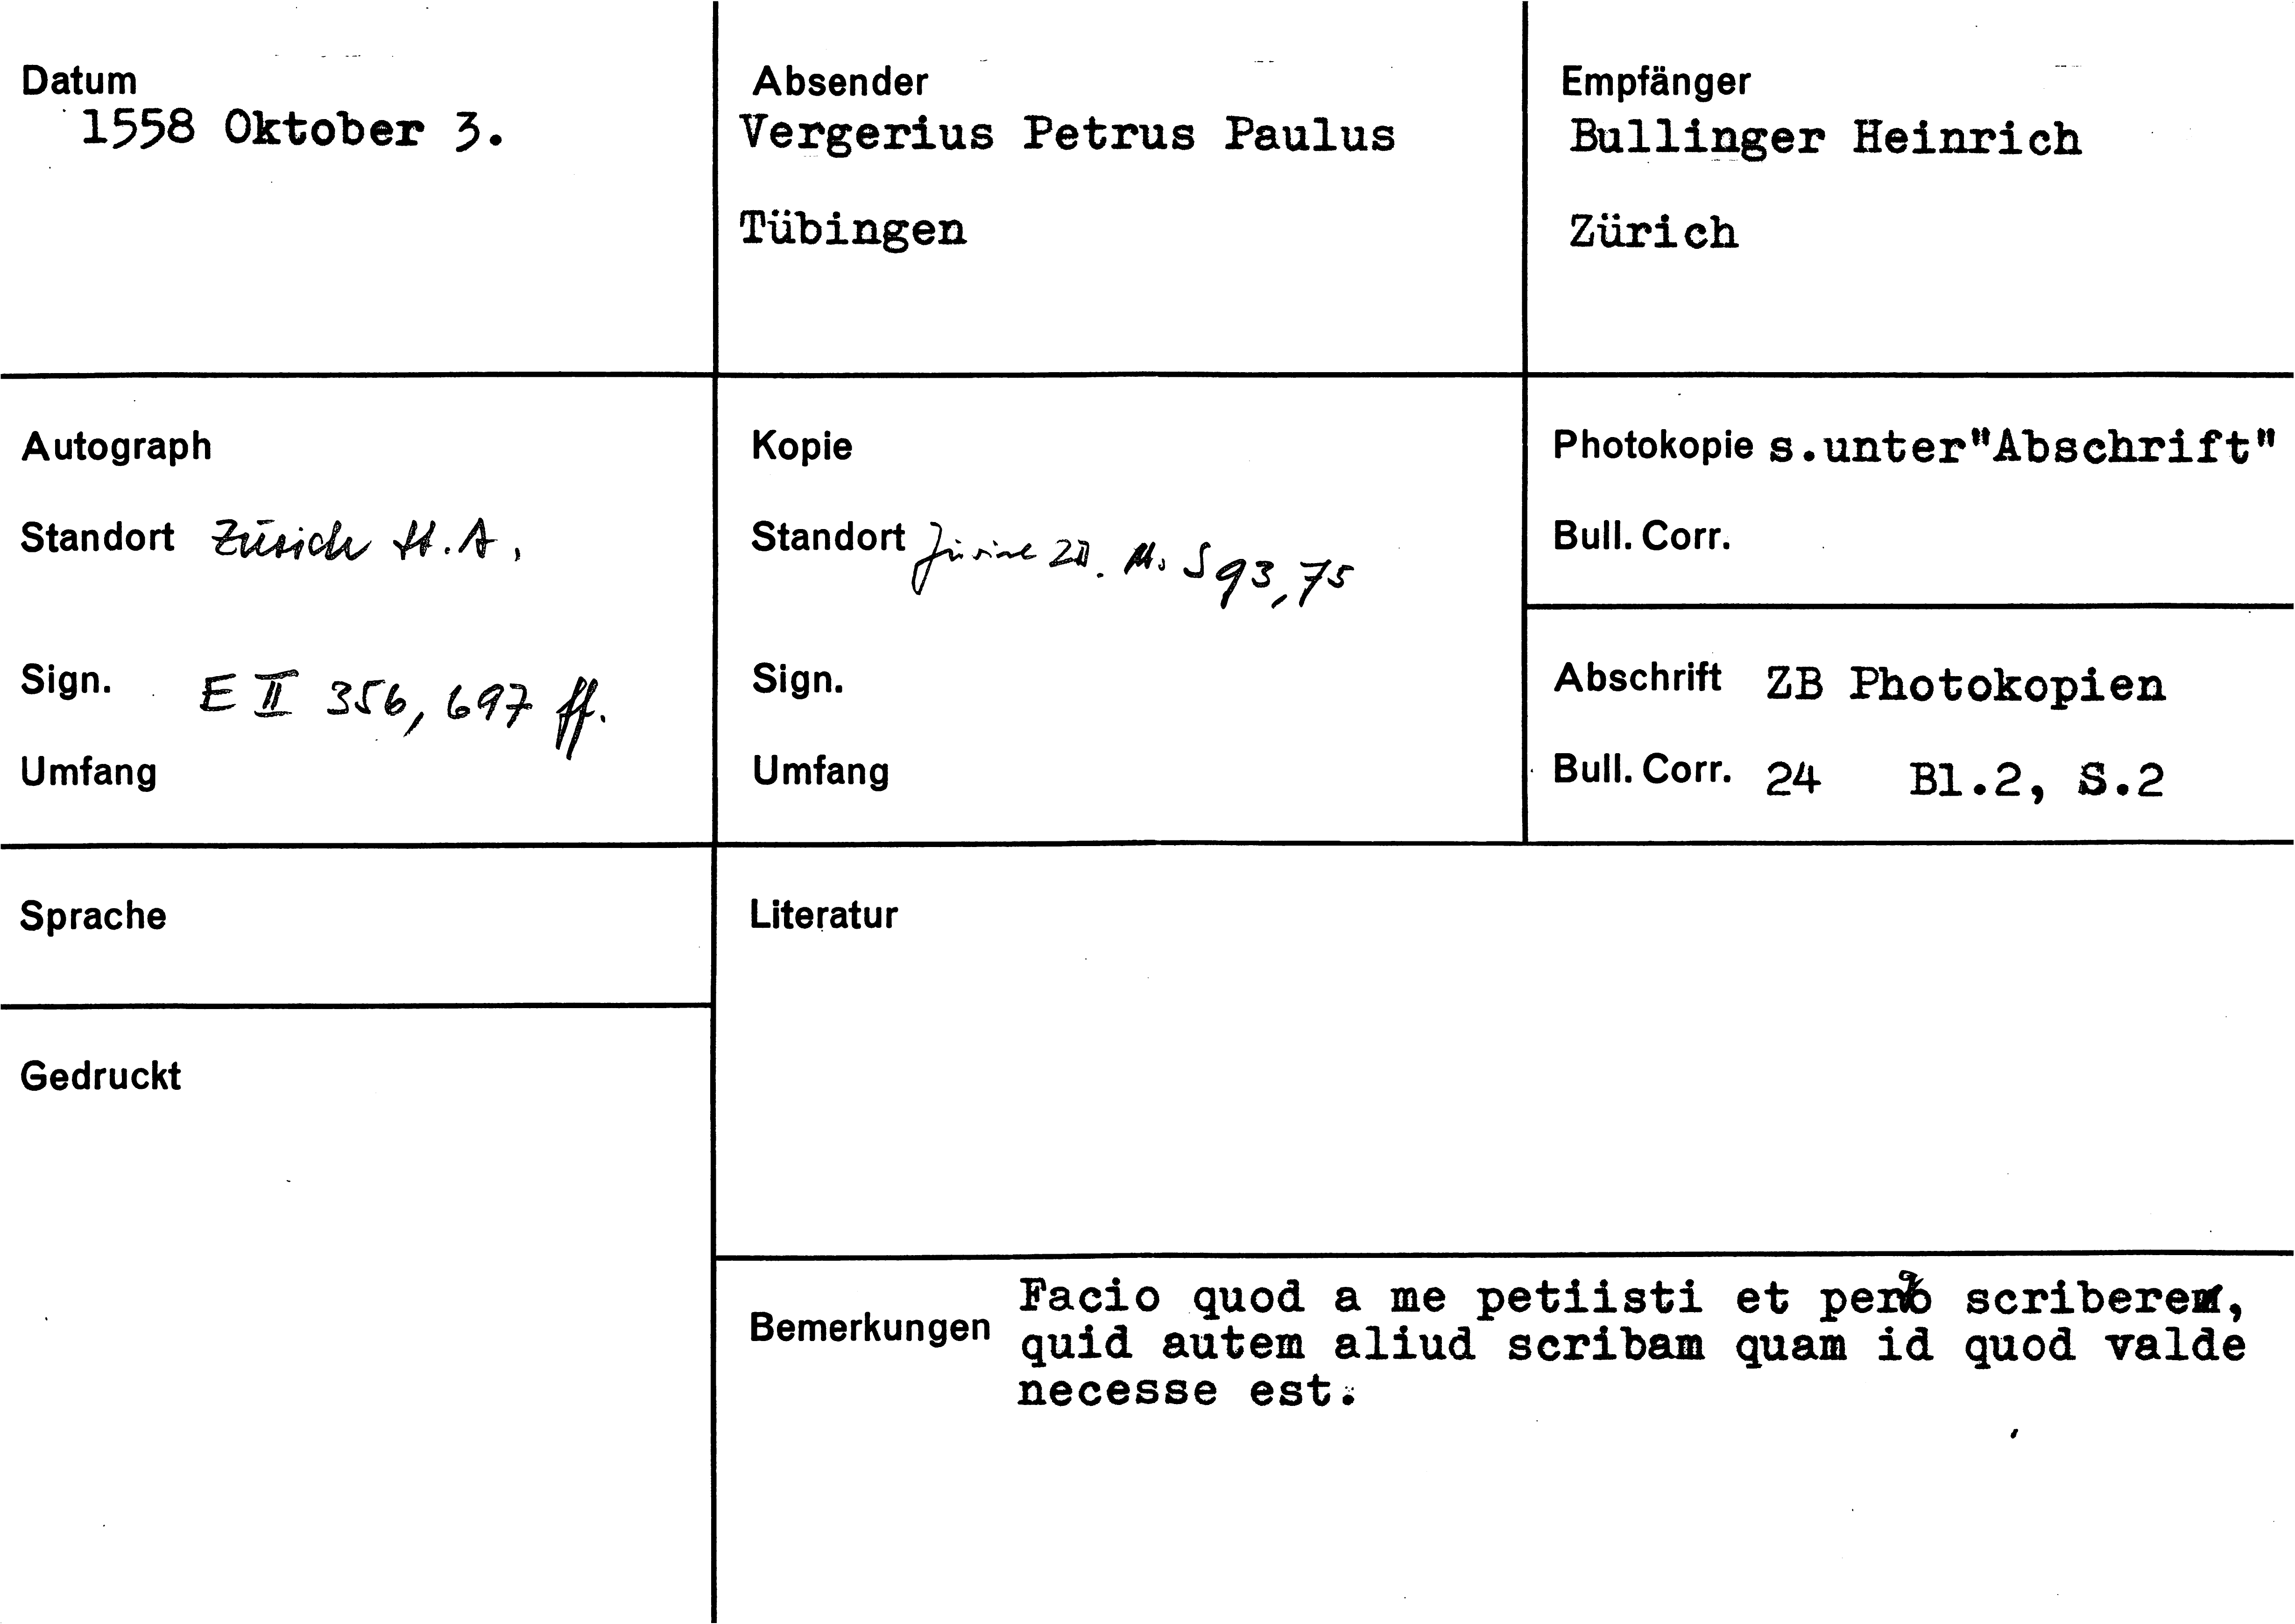 Datum
1558 Oktober 3.
Absender
Vergerius Petrus Paulus
Tübingen
Empfänger
Bullinger Heinrich
Zürich
Autograph
Standort Zürich St.A.
Sign. E II 356, 697 ff.
Umfang
Kopie
Standort Zürich ZB. Ms S 93, 75
Sign.
Umfang
Photokopie s.unter"Abschrift"
Bull. Corr.
Abschrift ZB Photokopien
Bull. Corr. 24 Bl.2, S.2
Sprache
Gedruckt
Literatur
Bemerkungen
Facio quod a me petiisti et scribere,
quid autem aliud scribam quam id quod valde
necesse est.